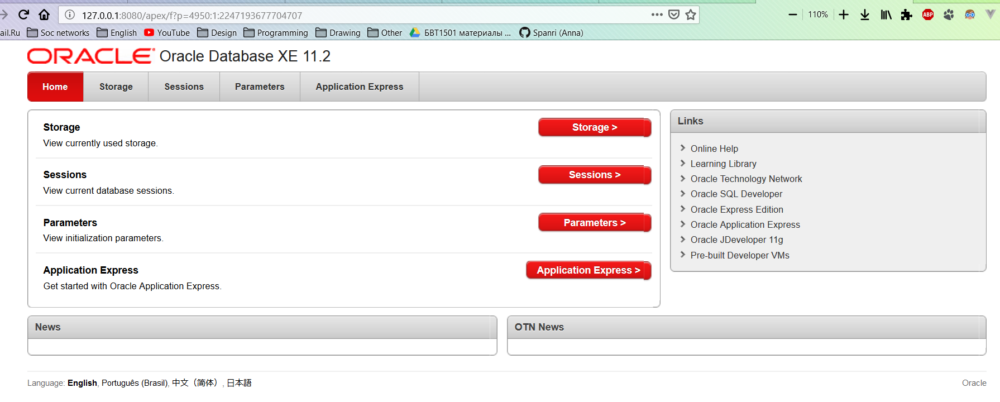 127.0.0.1:8080/apex/f?p=4950:1:2247193677704707
110%
ABP
ail.Ru Soc networks English YouTube Design Programming Drawing Other БВТ1501 материалы ... Spanri (Anna)
ORACLE Oracle Database XE 11.2
Home Storage Sessions Parameters Application Express
Storage
Storage >
View currently used storage.
Sessions
Sessions >
View current database sessions.
Parameters
Parameters >
View initialization parameters.
Application Express
Application Express >
Get started with Oracle Application Express.
Links
Online Help
Learning Library
Oracle Technology Network
Oracle SQL Developer
Oracle Express Edition
Oracle Application Express
Oracle JDeveloper 11g
Pre-built Developer VMs
News
OTN News
Language: English, Português (Brasil), 中文（简体）, 日本語
Oracle